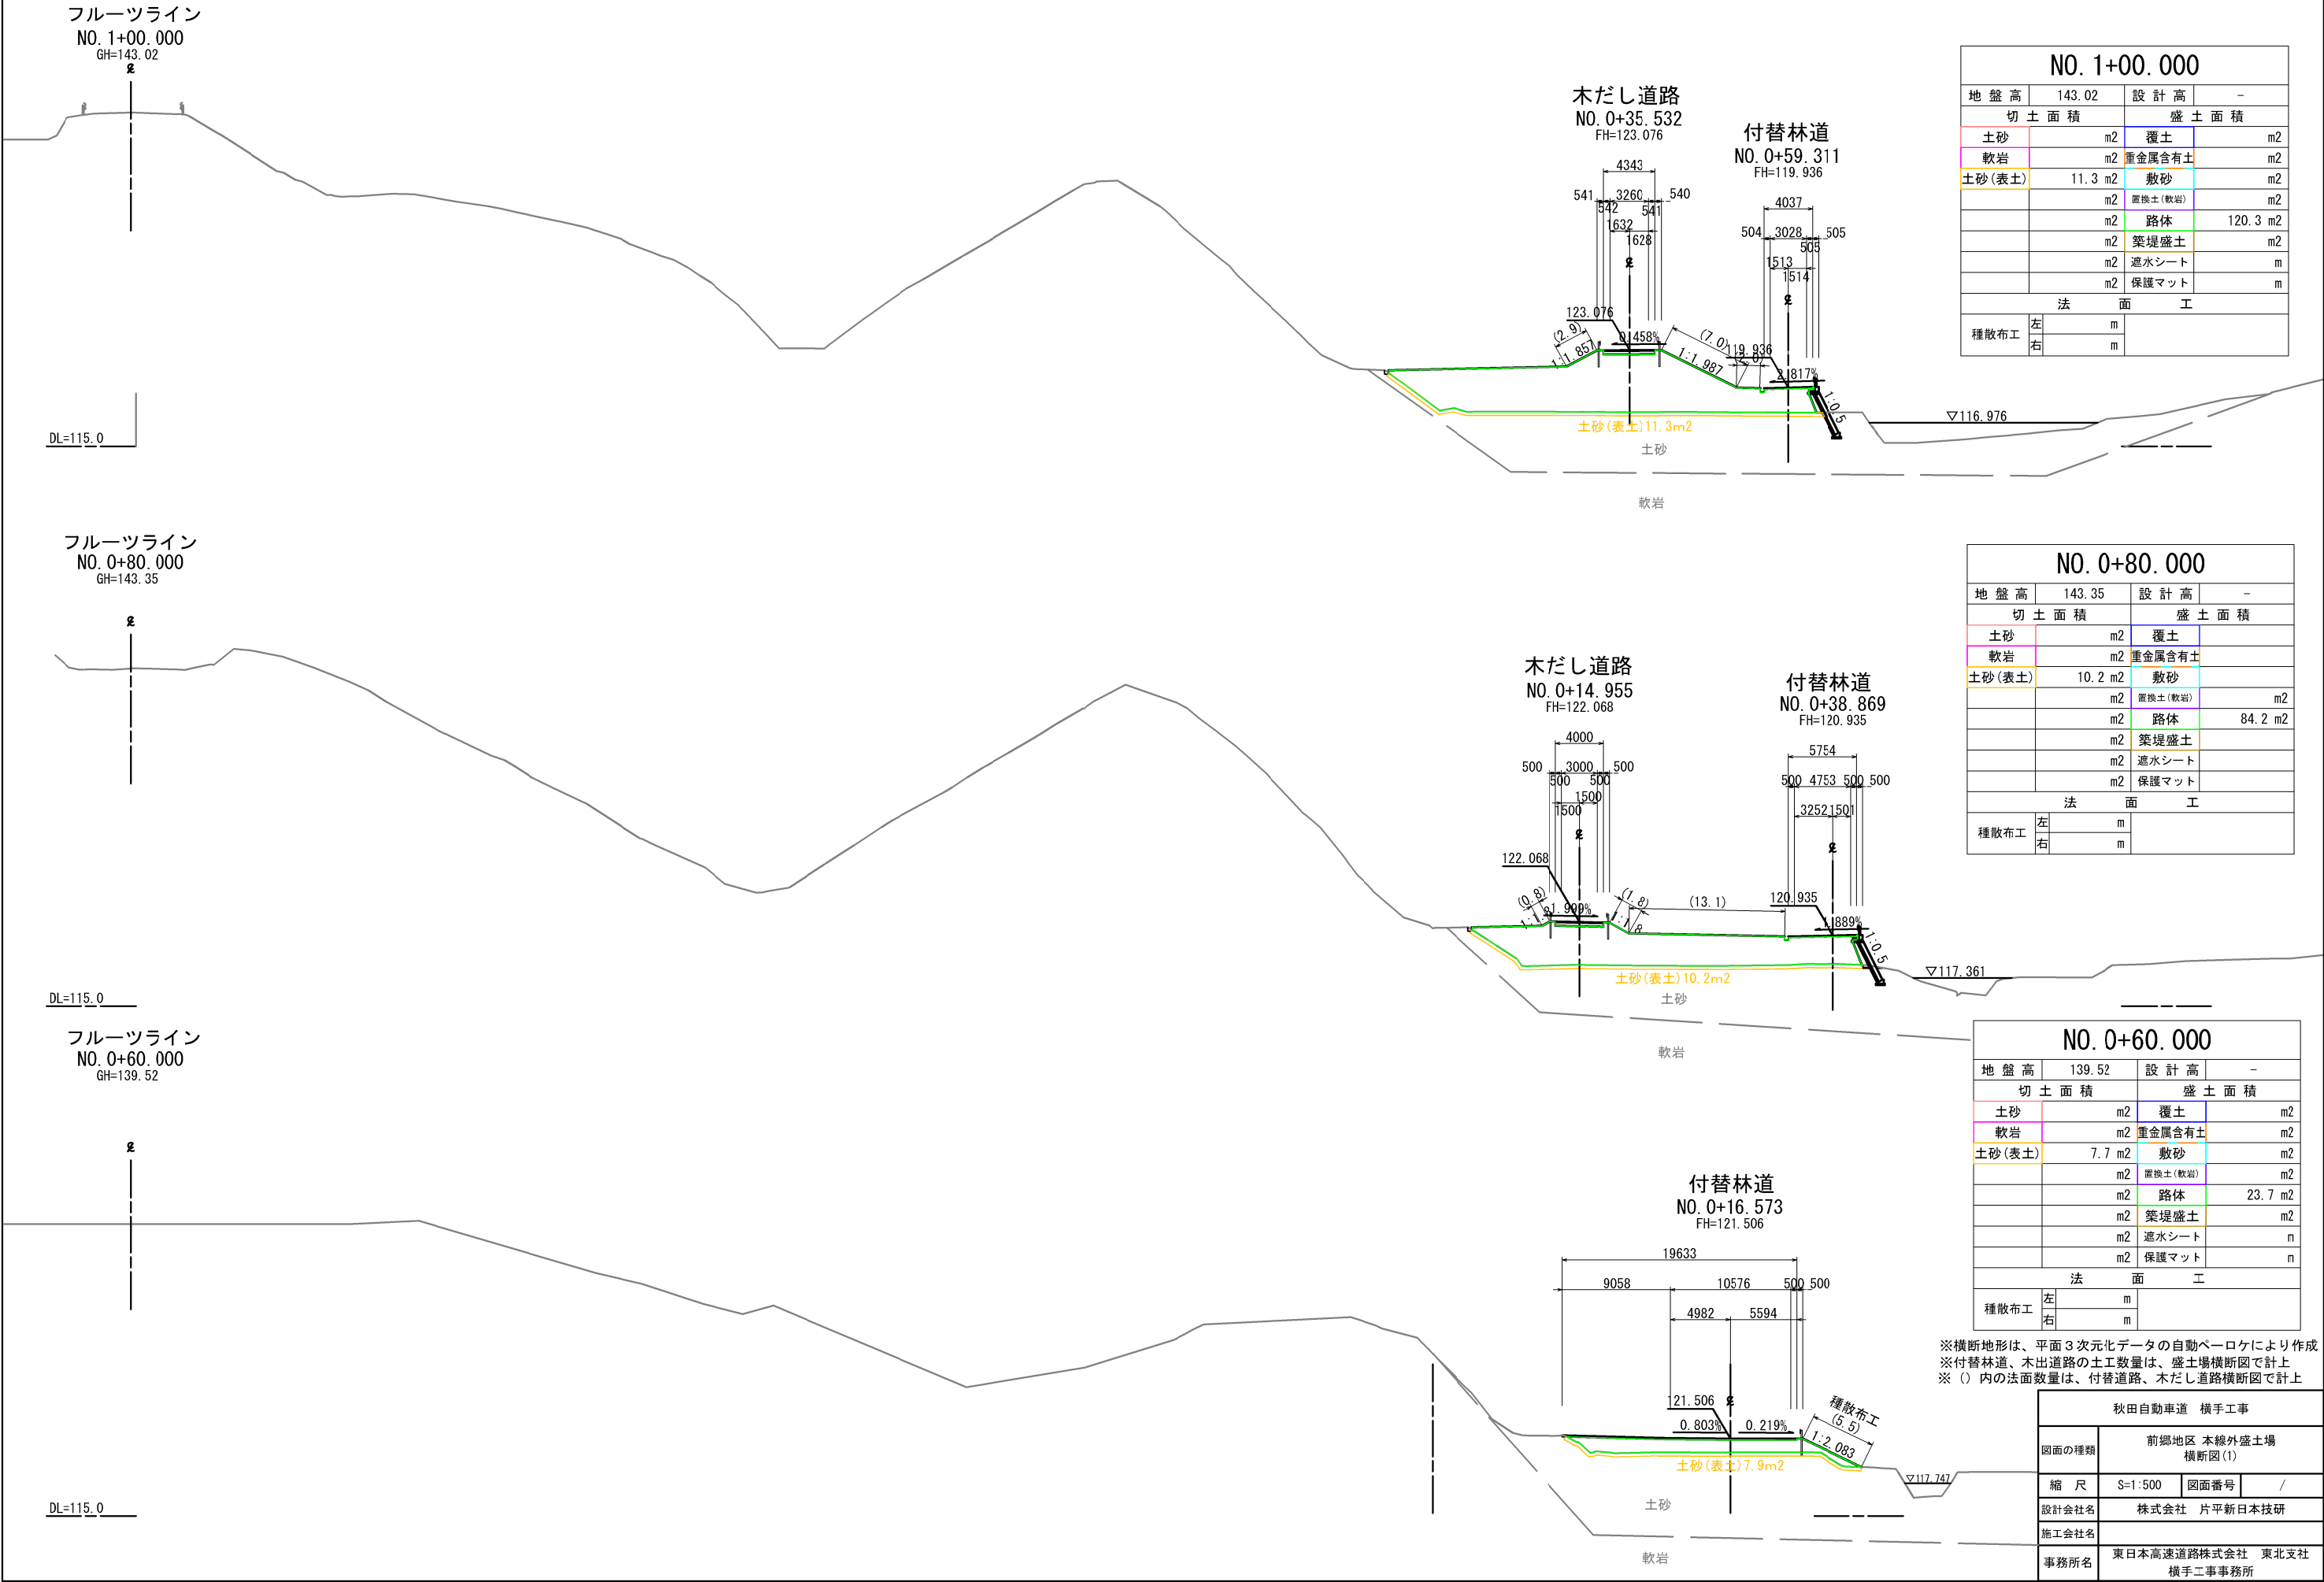 フルーツライン
NO. 1+00.000
GH=143.02
DL=115.0
木だし道路
NO. 0+35.532
FH=123.076
4343
541 3260 540
542 541
1632
1628
123.076
(2.9)
1:1.857
0.458%
(7.0)
1:1.987
付替林道
NO. 0+59.311
FH=119.936
4037
504 3028 505
505
1513
1514
119.936
2.817%
1:0.5
▽116.976
土砂(表土)11.3m2
土砂
軟岩
NO. 1+00.000
地盤高 143.02 設計高 -
切土面積 盛土面積
土砂 m2 覆土 m2
軟岩 m2 重金属含有土 m2
土砂(表土) 11.3 m2 敷砂 m2
m2 置換土(軟岩) m2
m2 路体 120.3 m2
m2 築堤盛土 m2
m2 遮水シート m
m2 保護マット m
法面工
種散布工 左 m
右 m
フルーツライン
NO. 0+80.000
GH=143.35
DL=115.0
木だし道路
NO. 0+14.955
FH=122.068
4000
500 3000 500
500 500
1500
1500
122.068
(0.8)
1.999%
(1.8)
(13.1)
付替林道
NO. 0+38.869
FH=120.935
5754
500 4753 500 500
3252 1501
120.935
1.889%
1:0.5
▽117.361
土砂(表土)10.2m2
土砂
軟岩
NO. 0+80.000
地盤高 143.35 設計高 -
切土面積 盛土面積
土砂 m2 覆土
軟岩 m2 重金属含有土
土砂(表土) 10.2 m2 敷砂
m2 置換土(軟岩) m2
m2 路体 84.2 m2
m2 築堤盛土
m2 遮水シート
m2 保護マット
法面工
種散布工 左 m
右 m
フルーツライン
NO. 0+60.000
GH=139.52
DL=115.0
付替林道
NO. 0+16.573
FH=121.506
19633
9058 10576 500 500
4982 5594
121.506
0.803% 0.219%
種散布工
(5.5)
1:2.083
▽117.747
土砂(表土)7.9m2
土砂
軟岩
NO. 0+60.000
地盤高 139.52 設計高 -
切土面積 盛土面積
土砂 m2 覆土 m2
軟岩 m2 重金属含有土 m2
土砂(表土) 7.7 m2 敷砂 m2
m2 置換土(軟岩) m2
m2 路体 23.7 m2
m2 築堤盛土 m2
m2 遮水シート
m2 保護マット
法面工
種散布工 左 m
右 m
※横断地形は、平面３次元化データの自動ペーロケにより作成
※付替林道、木出道路の土工数量は、盛土場横断図で計上
※（）内の法面数量は、付替道路、木だし道路横断図で計上
秋田自動車道 横手工事
図面の種類 前郷地区 本線外盛土場
横断図(1)
縮尺 S=1:500 図面番号 /
設計会社名 株式会社 片平新日本技研
施工会社名
事務所名 東日本高速道路株式会社 東北支社
横手工事事務所